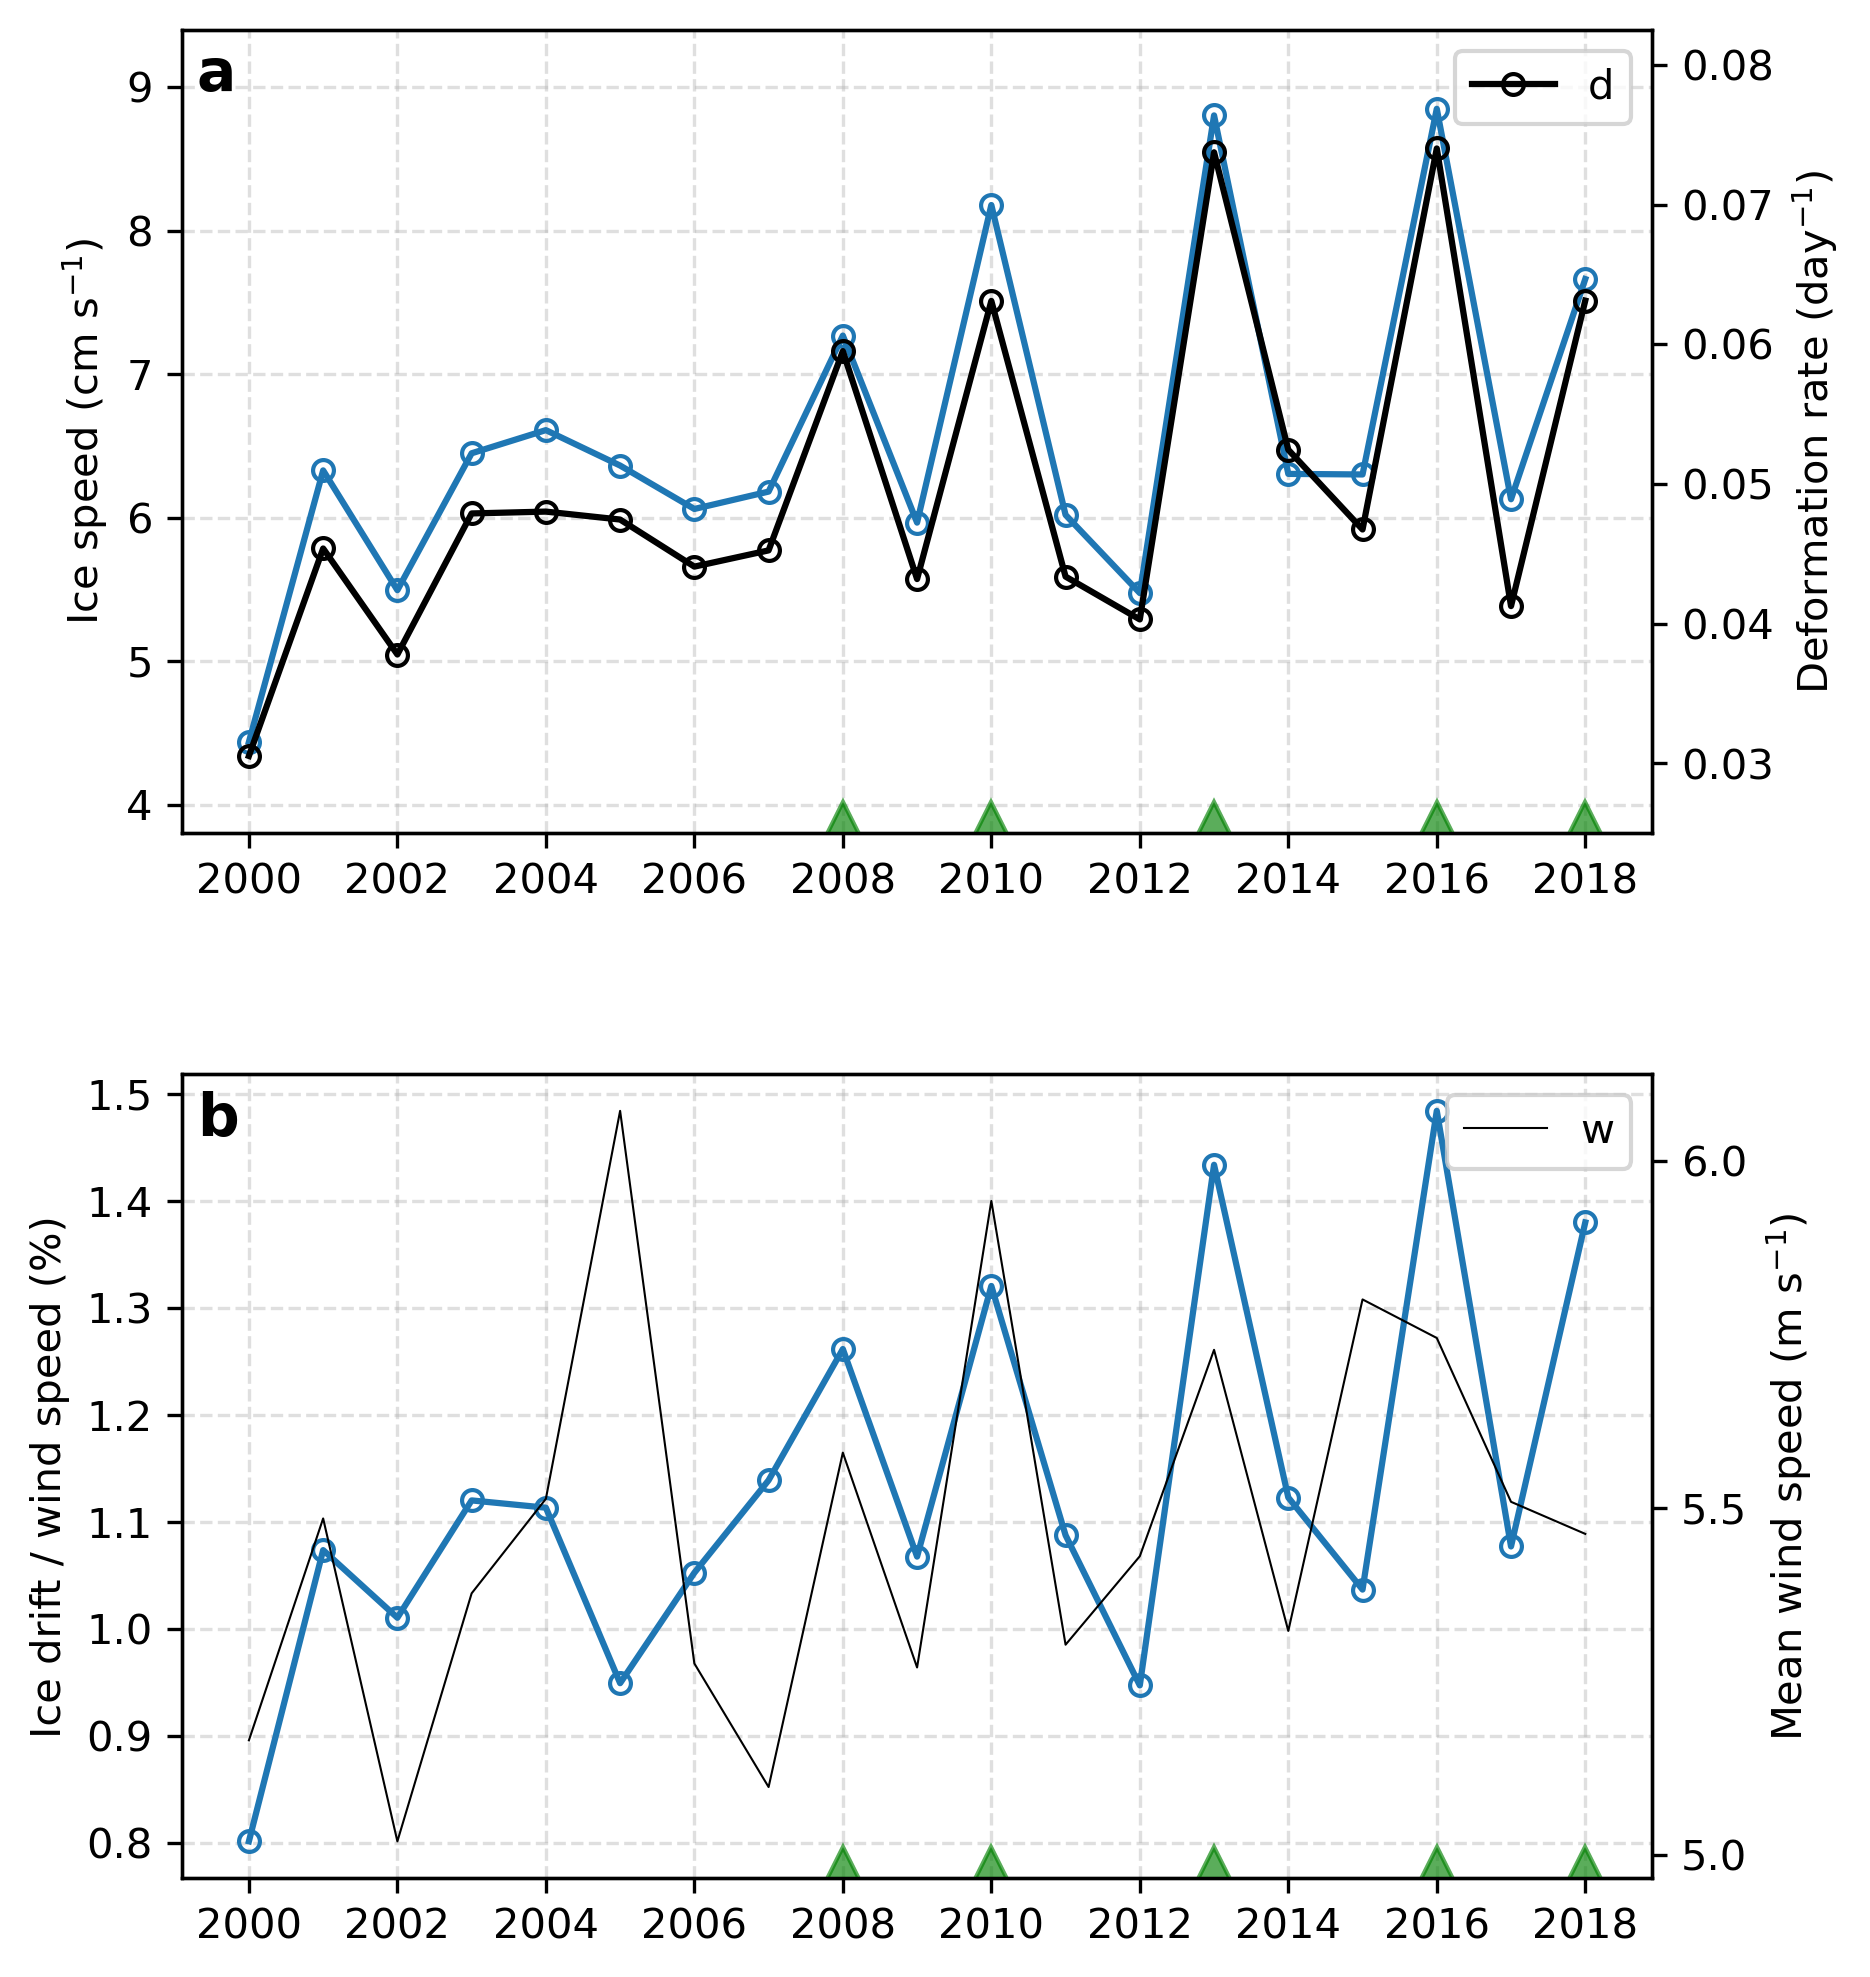 a
d
9
8
7
6
5
4
Ice speed (cm s⁻¹)
0.08
0.07
0.06
0.05
0.04
0.03
Deformation rate (day⁻¹)
2000 2002 2004 2006 2008 2010 2012 2014 2016 2018
b
w
1.5
1.4
1.3
1.2
1.1
1.0
0.9
0.8
Ice drift / wind speed (%)
6.0
5.5
5.0
Mean wind speed (m s⁻¹)
2000 2002 2004 2006 2008 2010 2012 2014 2016 2018